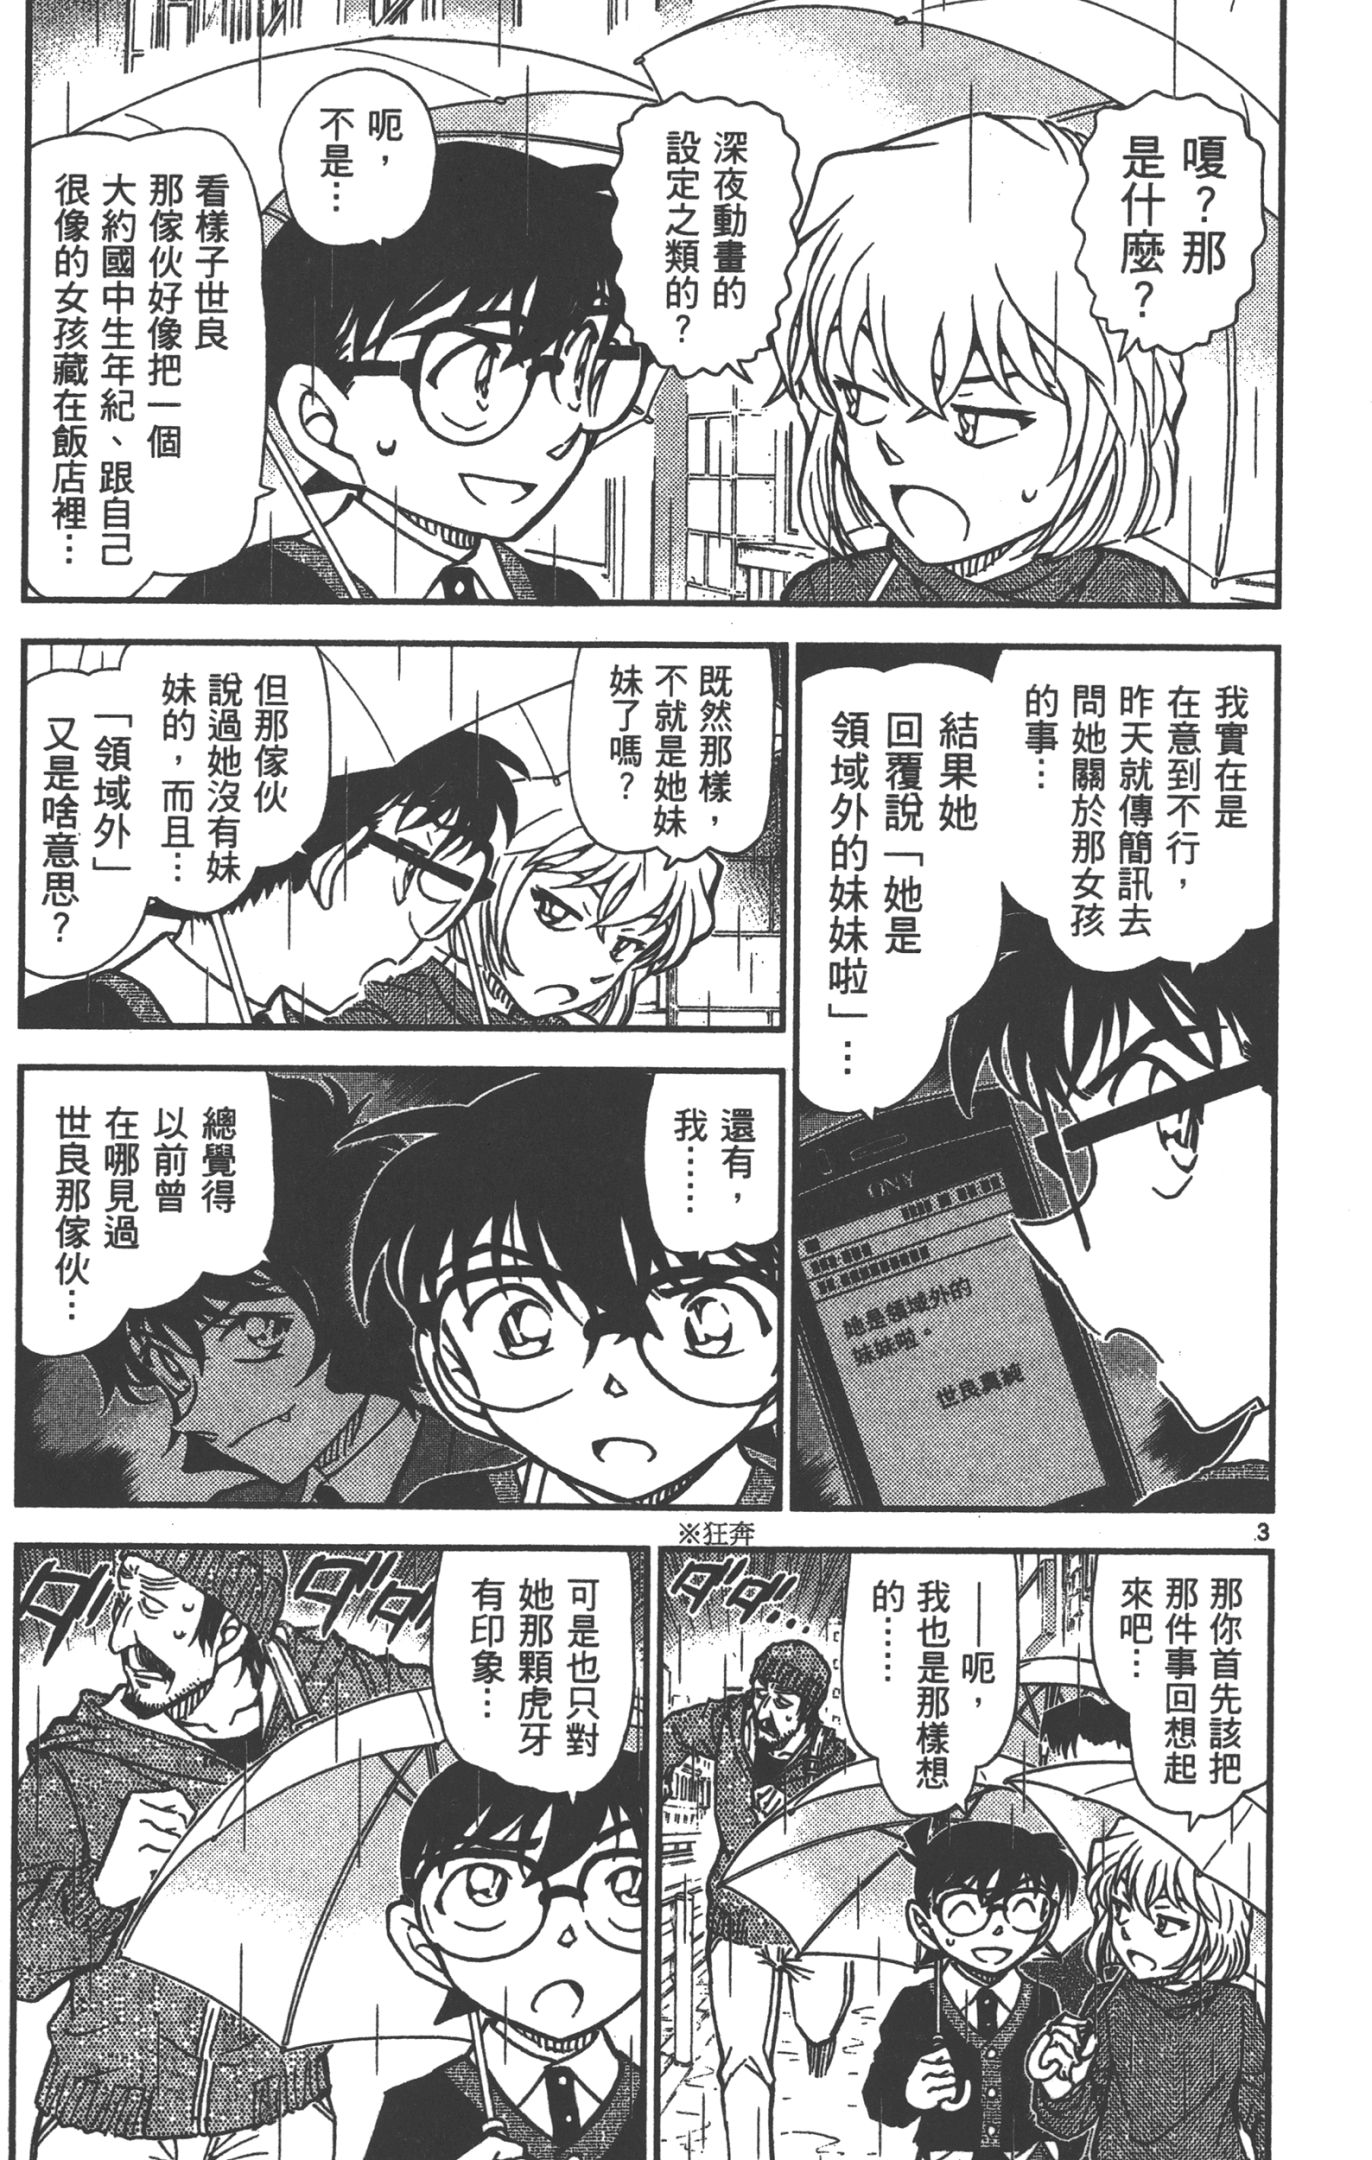 嗄？那
是什麼？
深夜動畫的
設定之類的？
呃，
不是…
看樣子世良
那傢伙好像把一個
大約國中生年紀、跟自己
很像的女孩藏在飯店裡…
我實在是
在意到不行，
昨天就傳簡訊去
問她關於那女孩
的事…
結果她
回覆說「她是
領域外的妹妹啦」…
ONY
她是領域外的
妹妹啦。
世良真純
既然那樣，
不就是她妹
妹了嗎？
但那傢伙
說過她沒有妹
妹的，而且…
「領域外」
又是啥意思？
還有，
我……
總覺得
以前曾
在哪見過
世良那傢伙…
3
※狂奔
那你首先該把
那件事回想起
來吧…
——呃，
我也是那樣想
的……
ダダ…
可是也只對
她那顆虎牙
有印象…
ダダ